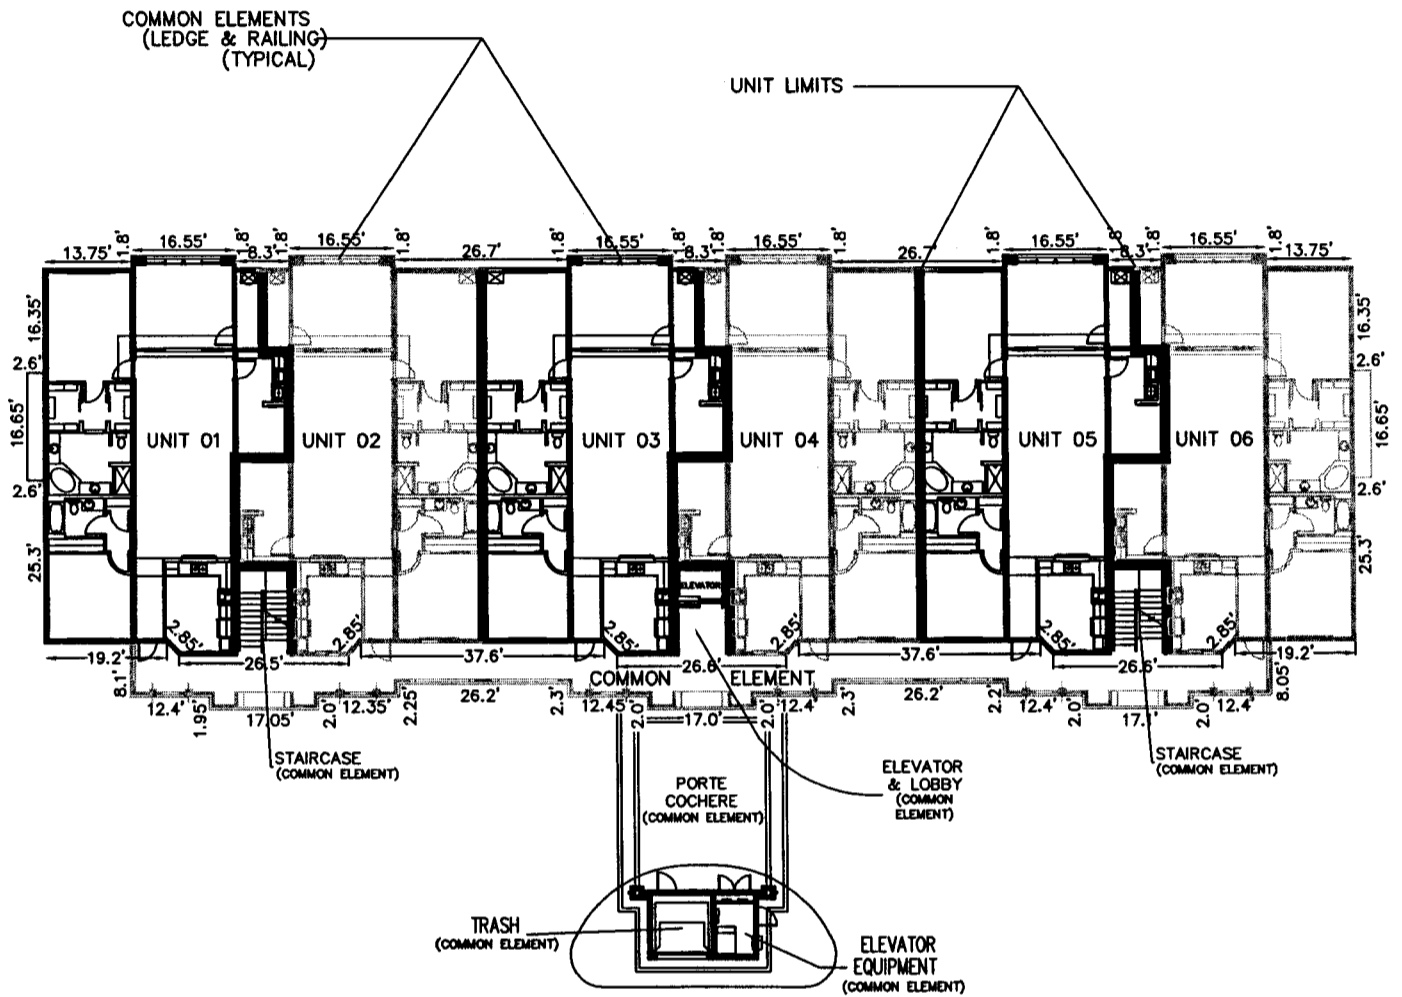 COMMON ELEMENTS
(LEDGE & RAILING)
(TYPICAL)
UNIT LIMITS
13.75'
1.8'
16.55'
1.8'
8.3'
1.8'
16.55'
1.8'
26.7'
1.8'
16.55'
1.8'
8.3'
1.8'
16.55'
1.8'
26.7'
1.8'
16.55'
1.8'
8.3'
1.8'
16.55'
1.8'
13.75'
16.35'
16.35'
2.6'
2.6'
16.65'
16.65'
UNIT 01
UNIT 02
UNIT 03
UNIT 04
UNIT 05
UNIT 06
2.6'
2.6'
25.3'
25.3'
ELEVATOR
2.85'
2.85'
2.85'
2.85'
2.85'
2.85'
19.2'
26.5'
37.6'
26.6'
37.6'
26.6'
19.2'
COMMON ELEMENT
8.1'
12.4'
1.95'
17.05'
2.0'
12.35'
2.25'
26.2'
2.3'
12.45'
2.0'
17.0'
2.0'
12.4'
2.3'
26.2'
2.2'
12.4'
2.0'
17.1'
2.0'
12.4'
8.05'
STAIRCASE
(COMMON ELEMENT)
STAIRCASE
(COMMON ELEMENT)
PORTE
COCHERE
(COMMON ELEMENT)
ELEVATOR
& LOBBY
(COMMON
ELEMENT)
TRASH
(COMMON ELEMENT)
ELEVATOR
EQUIPMENT
(COMMON ELEMENT)